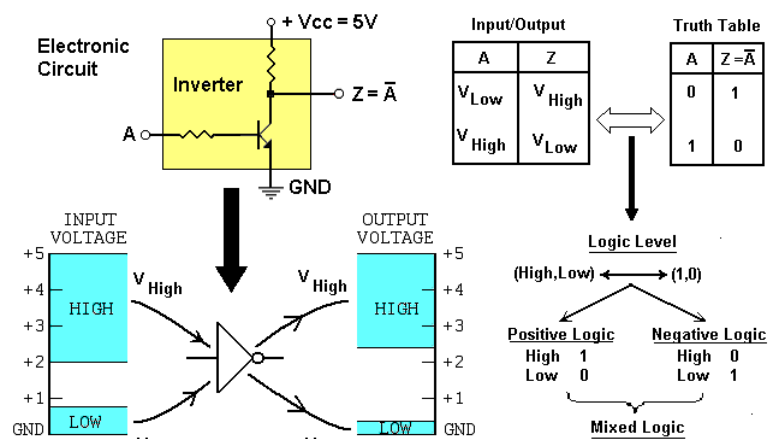 + Vcc = 5V
Electronic
Circuit
Inverter
Z = A̅
A
GND
Input/Output
A Z
VLow VHigh
VHigh VLow
Truth Table
A Z = A̅
0 1
1 0
INPUT
VOLTAGE
+5
+4
+3
+2
+1
GND
HIGH
LOW
VHigh
VHigh
OUTPUT
VOLTAGE
+5
+4
+3
+2
+1
GND
HIGH
LOW
Logic Level
(High,Low) (1,0)
Positive Logic
High 1
Low 0
Negative Logic
High 0
Low 1
Mixed Logic